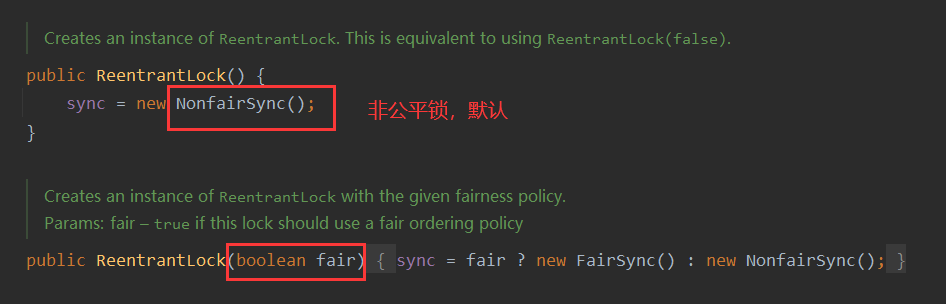 Creates an instance of ReentrantLock. This is equivalent to using ReentrantLock(false).
public ReentrantLock() {
sync = new NonfairSync();
非公平锁，默认
}
Creates an instance of ReentrantLock with the given fairness policy.
Params: fair – true if this lock should use a fair ordering policy
public ReentrantLock(boolean fair) { sync = fair ? new FairSync() : new NonfairSync(); }